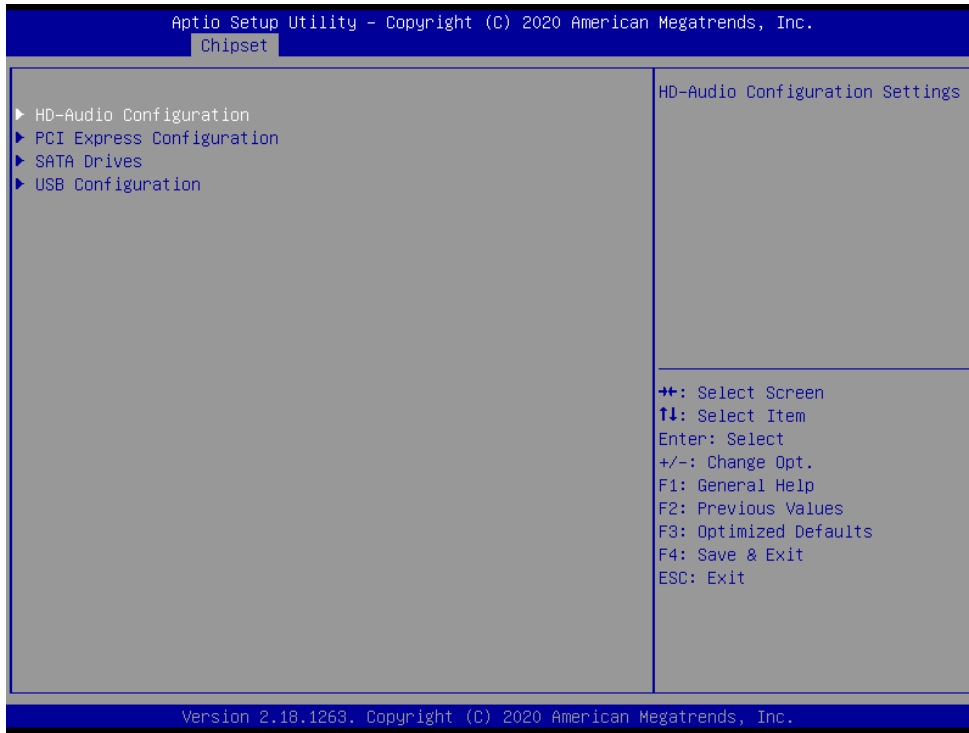 Aptio Setup Utility – Copyright (C) 2020 American Megatrends, Inc.
Chipset
▶ HD-Audio Configuration
▶ PCI Express Configuration
▶ SATA Drives
▶ USB Configuration
HD-Audio Configuration Settings
→←: Select Screen
↑↓: Select Item
Enter: Select
+/-: Change Opt.
F1: General Help
F2: Previous Values
F3: Optimized Defaults
F4: Save & Exit
ESC: Exit
Version 2.18.1263. Copyright (C) 2020 American Megatrends, Inc.